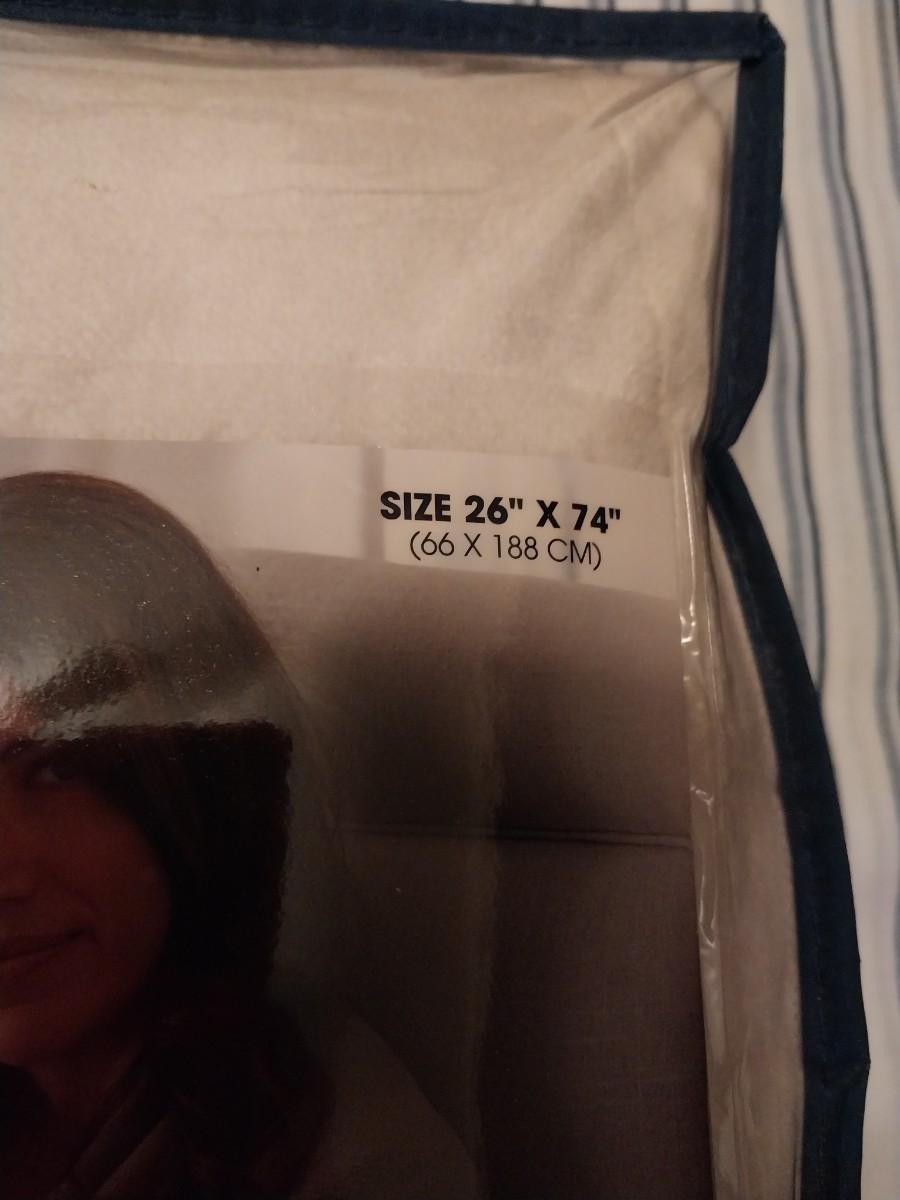 SIZE 26" X 74"
(66 X 188 CM)